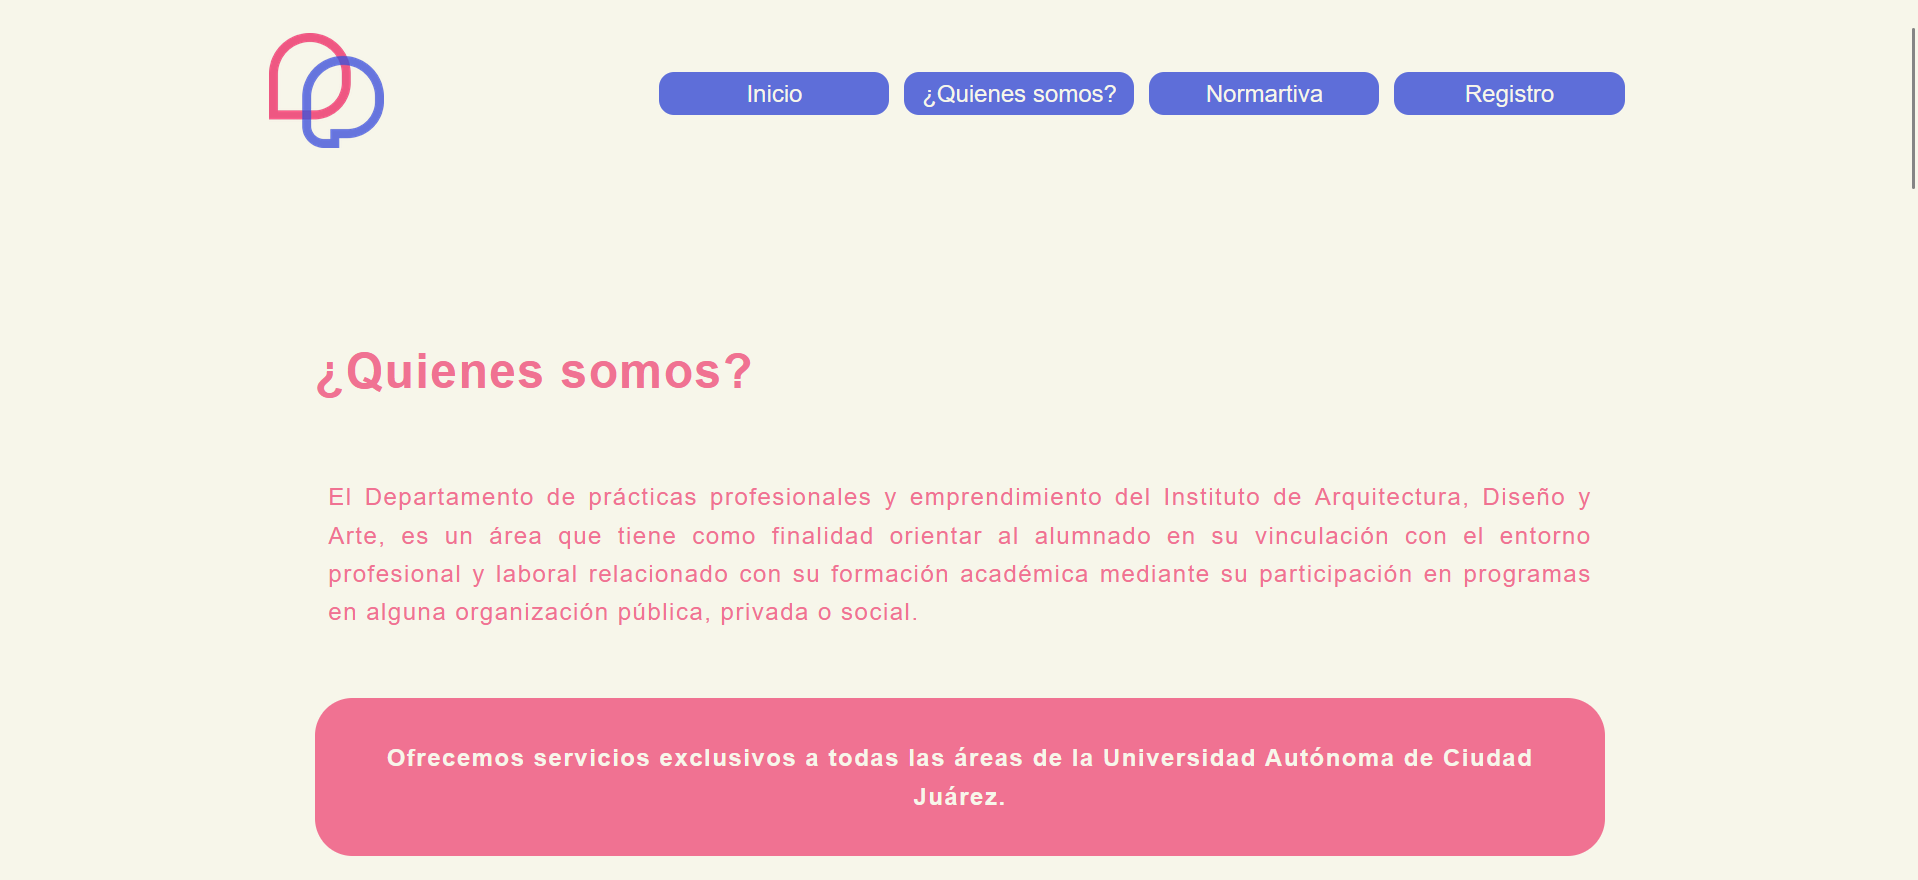 Inicio
¿Quienes somos?
Normartiva
Registro
¿Quienes somos?
El Departamento de prácticas profesionales y emprendimiento del Instituto de Arquitectura, Diseño y
Arte, es un área que tiene como finalidad orientar al alumnado en su vinculación con el entorno
profesional y laboral relacionado con su formación académica mediante su participación en programas
en alguna organización pública, privada o social.
Ofrecemos servicios exclusivos a todas las áreas de la Universidad Autónoma de Ciudad
Juárez.